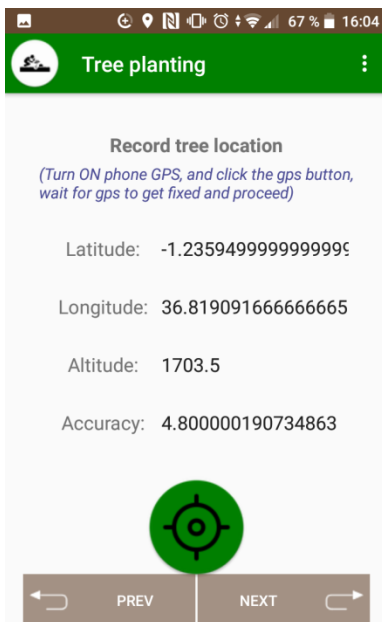 67 % 16:04
Tree planting
Record tree location
(Turn ON phone GPS, and click the gps button,
wait for gps to get fixed and proceed)
Latitude: -1.235949999999999
Longitude: 36.819091666666665
Altitude: 1703.5
Accuracy: 4.800000190734863
PREV NEXT